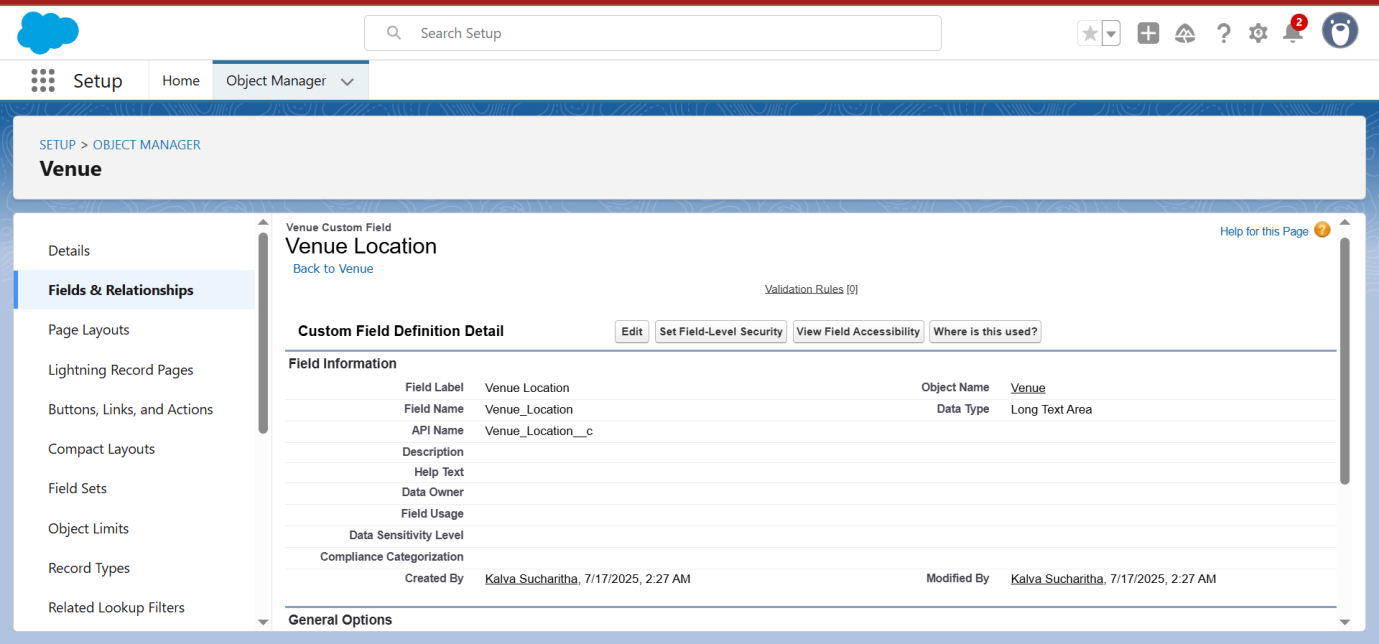 Search Setup
2
Setup
Home
Object Manager
SETUP > OBJECT MANAGER
Venue
Details
Fields & Relationships
Page Layouts
Lightning Record Pages
Buttons, Links, and Actions
Compact Layouts
Field Sets
Object Limits
Record Types
Related Lookup Filters
Venue Custom Field
Venue Location
Back to Venue
Help for this Page ?
Validation Rules [0]
Custom Field Definition Detail
Edit
Set Field-Level Security
View Field Accessibility
Where is this used?
Field Information
Field Label Venue Location Object Name Venue
Field Name Venue_Location Data Type Long Text Area
API Name Venue_Location__c
Description
Help Text
Data Owner
Field Usage
Data Sensitivity Level
Compliance Categorization
Created By Kalva Sucharitha, 7/17/2025, 2:27 AM Modified By Kalva Sucharitha, 7/17/2025, 2:27 AM
General Options